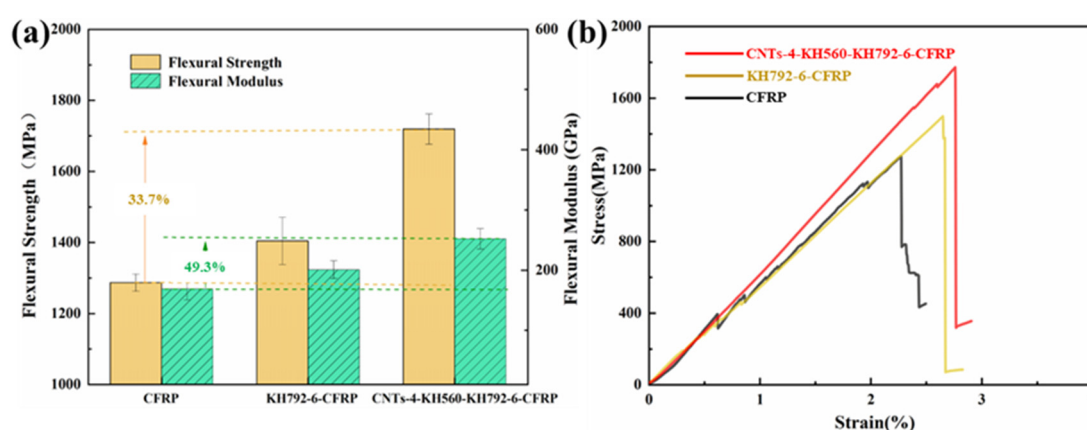 (a)
2000
1800
1600
1400
1200
1000
Flexural Strength（MPa）
Flexural Strength
Flexural Modulus
33.7%
49.3%
600
400
200
Flexural Modulus (GPa)
CFRP
KH792-6-CFRP
CNTs-4-KH560-KH792-6-CFRP
(b)
2000
1600
1200
800
400
0
Stress(MPa)
CNTs-4-KH560-KH792-6-CFRP
KH792-6-CFRP
CFRP
0
1
2
3
Strain(%)